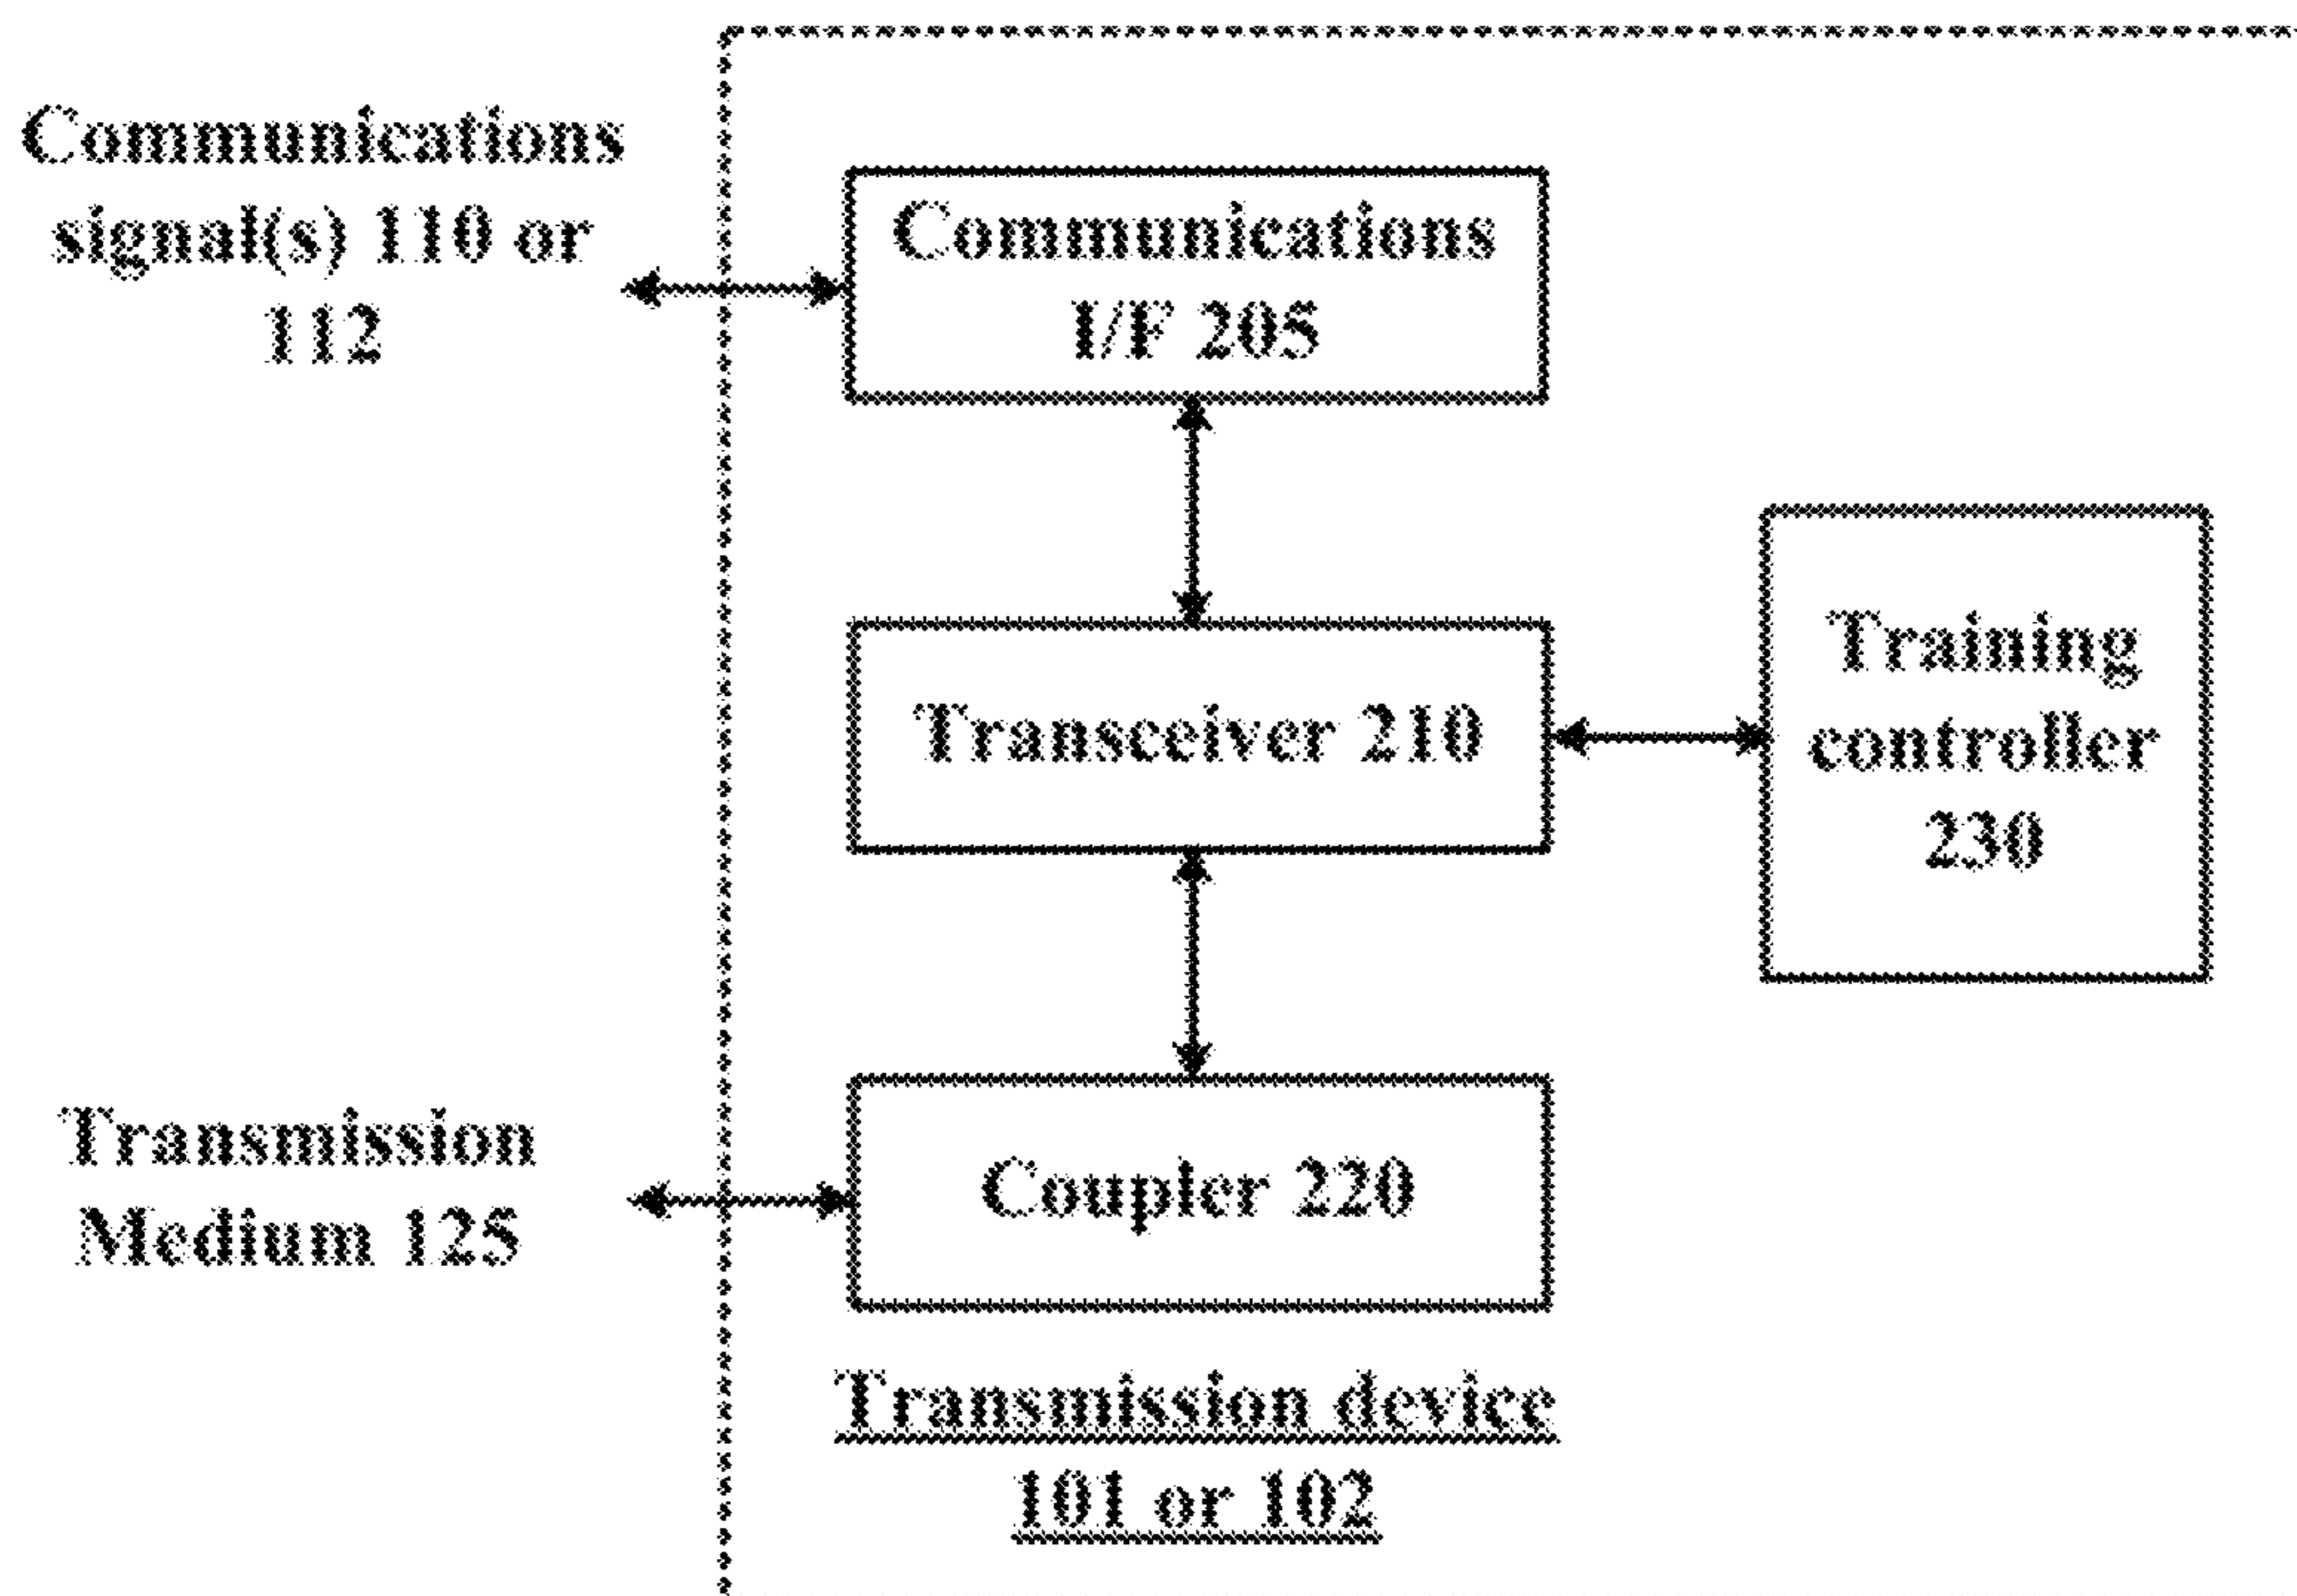 Communications
signal(s) 110 or
112
Communications
I/F 205
Transceiver 210
Training
controller
230
Transmission
Medium 125
Coupler 220
Transmission device
101 or 102